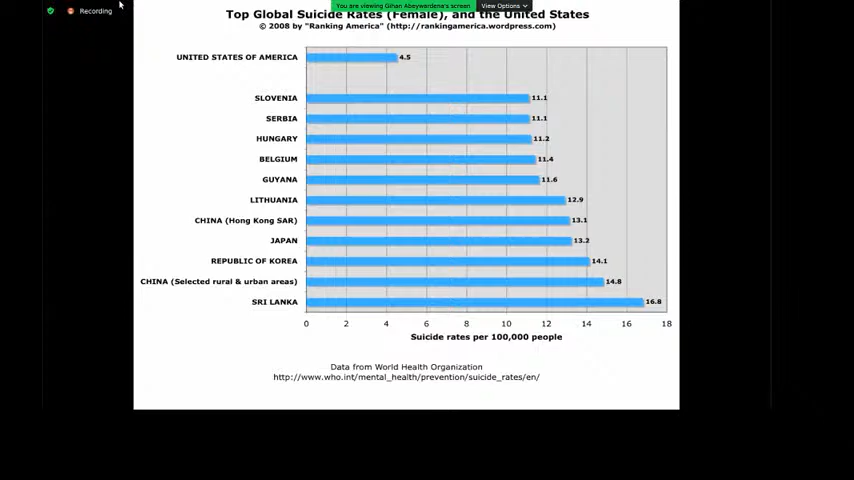 Recording
You are viewing Gihan Abeywardena's screen
View Options
Top Global Suicide Rates (Female), and the United States
© 2008 by "Ranking America" (http://rankingamerica.wordpress.com)
UNITED STATES OF AMERICA 4.5
SLOVENIA 11.1
SERBIA 11.1
HUNGARY 11.2
BELGIUM 11.4
GUYANA 11.6
LITHUANIA 12.9
CHINA (Hong Kong SAR) 13.1
JAPAN 13.2
REPUBLIC OF KOREA 14.1
CHINA (Selected rural & urban areas) 14.8
SRI LANKA 16.8
0 2 4 6 8 10 12 14 16 18
Suicide rates per 100,000 people
Data from World Health Organization
http://www.who.int/mental_health/prevention/suicide_rates/en/